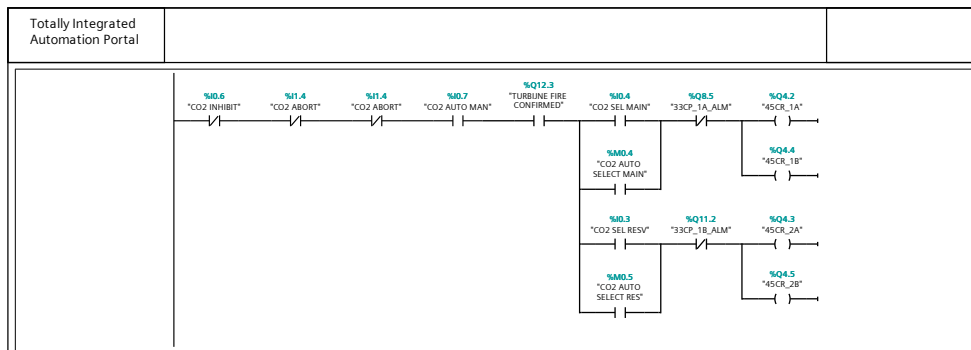 Totally Integrated
Automation Portal
%Q12.3
%I0.6 %I1.4 %I1.4 %I0.7 "TURBUNE FIRE %I0.4 %Q8.5 %Q4.2
"CO2 INHIBIT" "CO2 ABORT" "CO2 ABORT" "CO2 AUTO MAN" CONFIRMED" "CO2 SEL MAIN" "33CP_1A_ALM" "45CR_1A"
%M0.4 %Q4.4
"CO2 AUTO "45CR_1B"
SELECT MAIN"
%I0.3 %Q11.2 %Q4.3
"CO2 SEL RESV" "33CP_1B_ALM" "45CR_2A"
%M0.5 %Q4.5
"CO2 AUTO "45CR_2B"
SELECT RES"